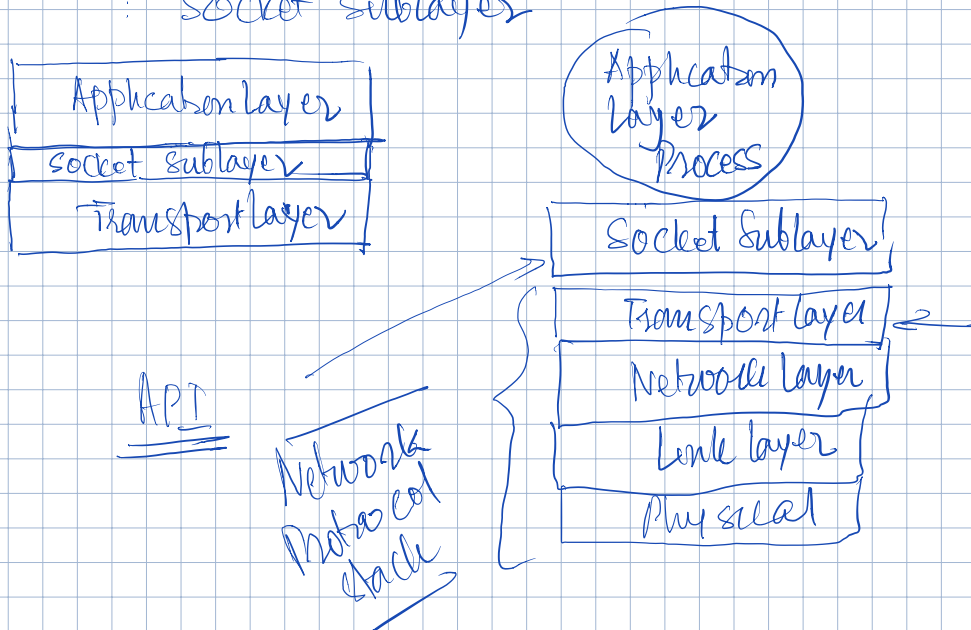 : Socket Sublayer
Application Layer
Socket Sublayer
Transport Layer
Application
Layer
Process
Socket Sublayer
Transport Layer
Network Layer
Link layer
Physical
API
Network
Protocol
Stack